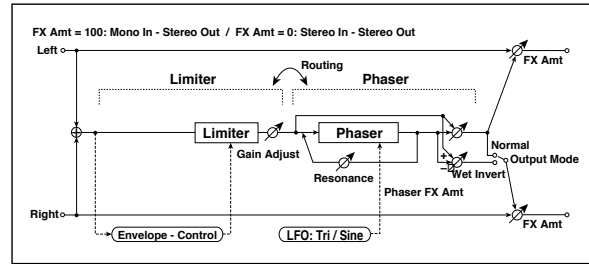 FX Amt = 100: Mono In - Stereo Out / FX Amt = 0: Stereo In - Stereo Out
Left
FX Amt
Routing
Limiter
Phaser
Limiter
Phaser
Normal
Gain Adjust
Output Mode
+
−
Wet Invert
Resonance
Phaser FX Amt
Right
FX Amt
Envelope - Control
LFO: Tri / Sine